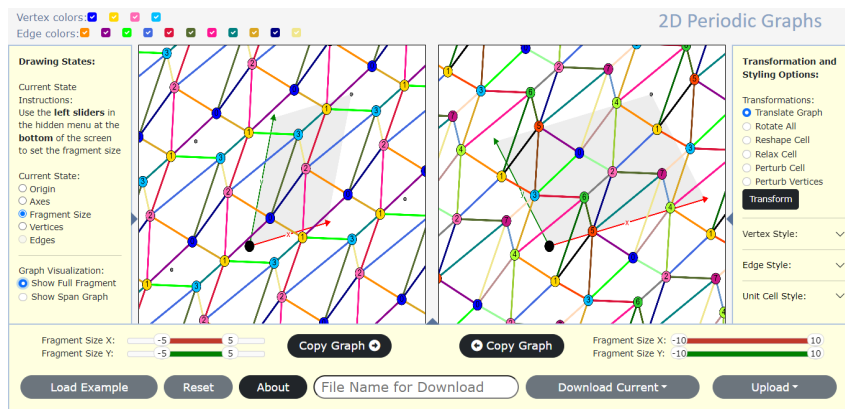 Vertex colors:
2D Periodic Graphs
Edge colors:
Drawing States:
Current State
Instructions:
Use the left sliders in
the hidden menu at the
bottom of the screen
to set the fragment size
Current State:
Origin
Axes
Fragment Size
Vertices
Edges
Graph Visualization:
Show Full Fragment
Show Span Graph
Transformation and
Styling Options:
Transformations:
Translate Graph
Rotate All
Reshape Cell
Relax Cell
Perturb Cell
Perturb Vertices
Transform
Vertex Style:
Edge Style:
Unit Cell Style:
Fragment Size X: -5 5
Fragment Size Y: -5 5
Copy Graph
Copy Graph
Fragment Size X: -10 10
Fragment Size Y: -10 10
Load Example
Reset
About
File Name for Download
Download Current
Upload